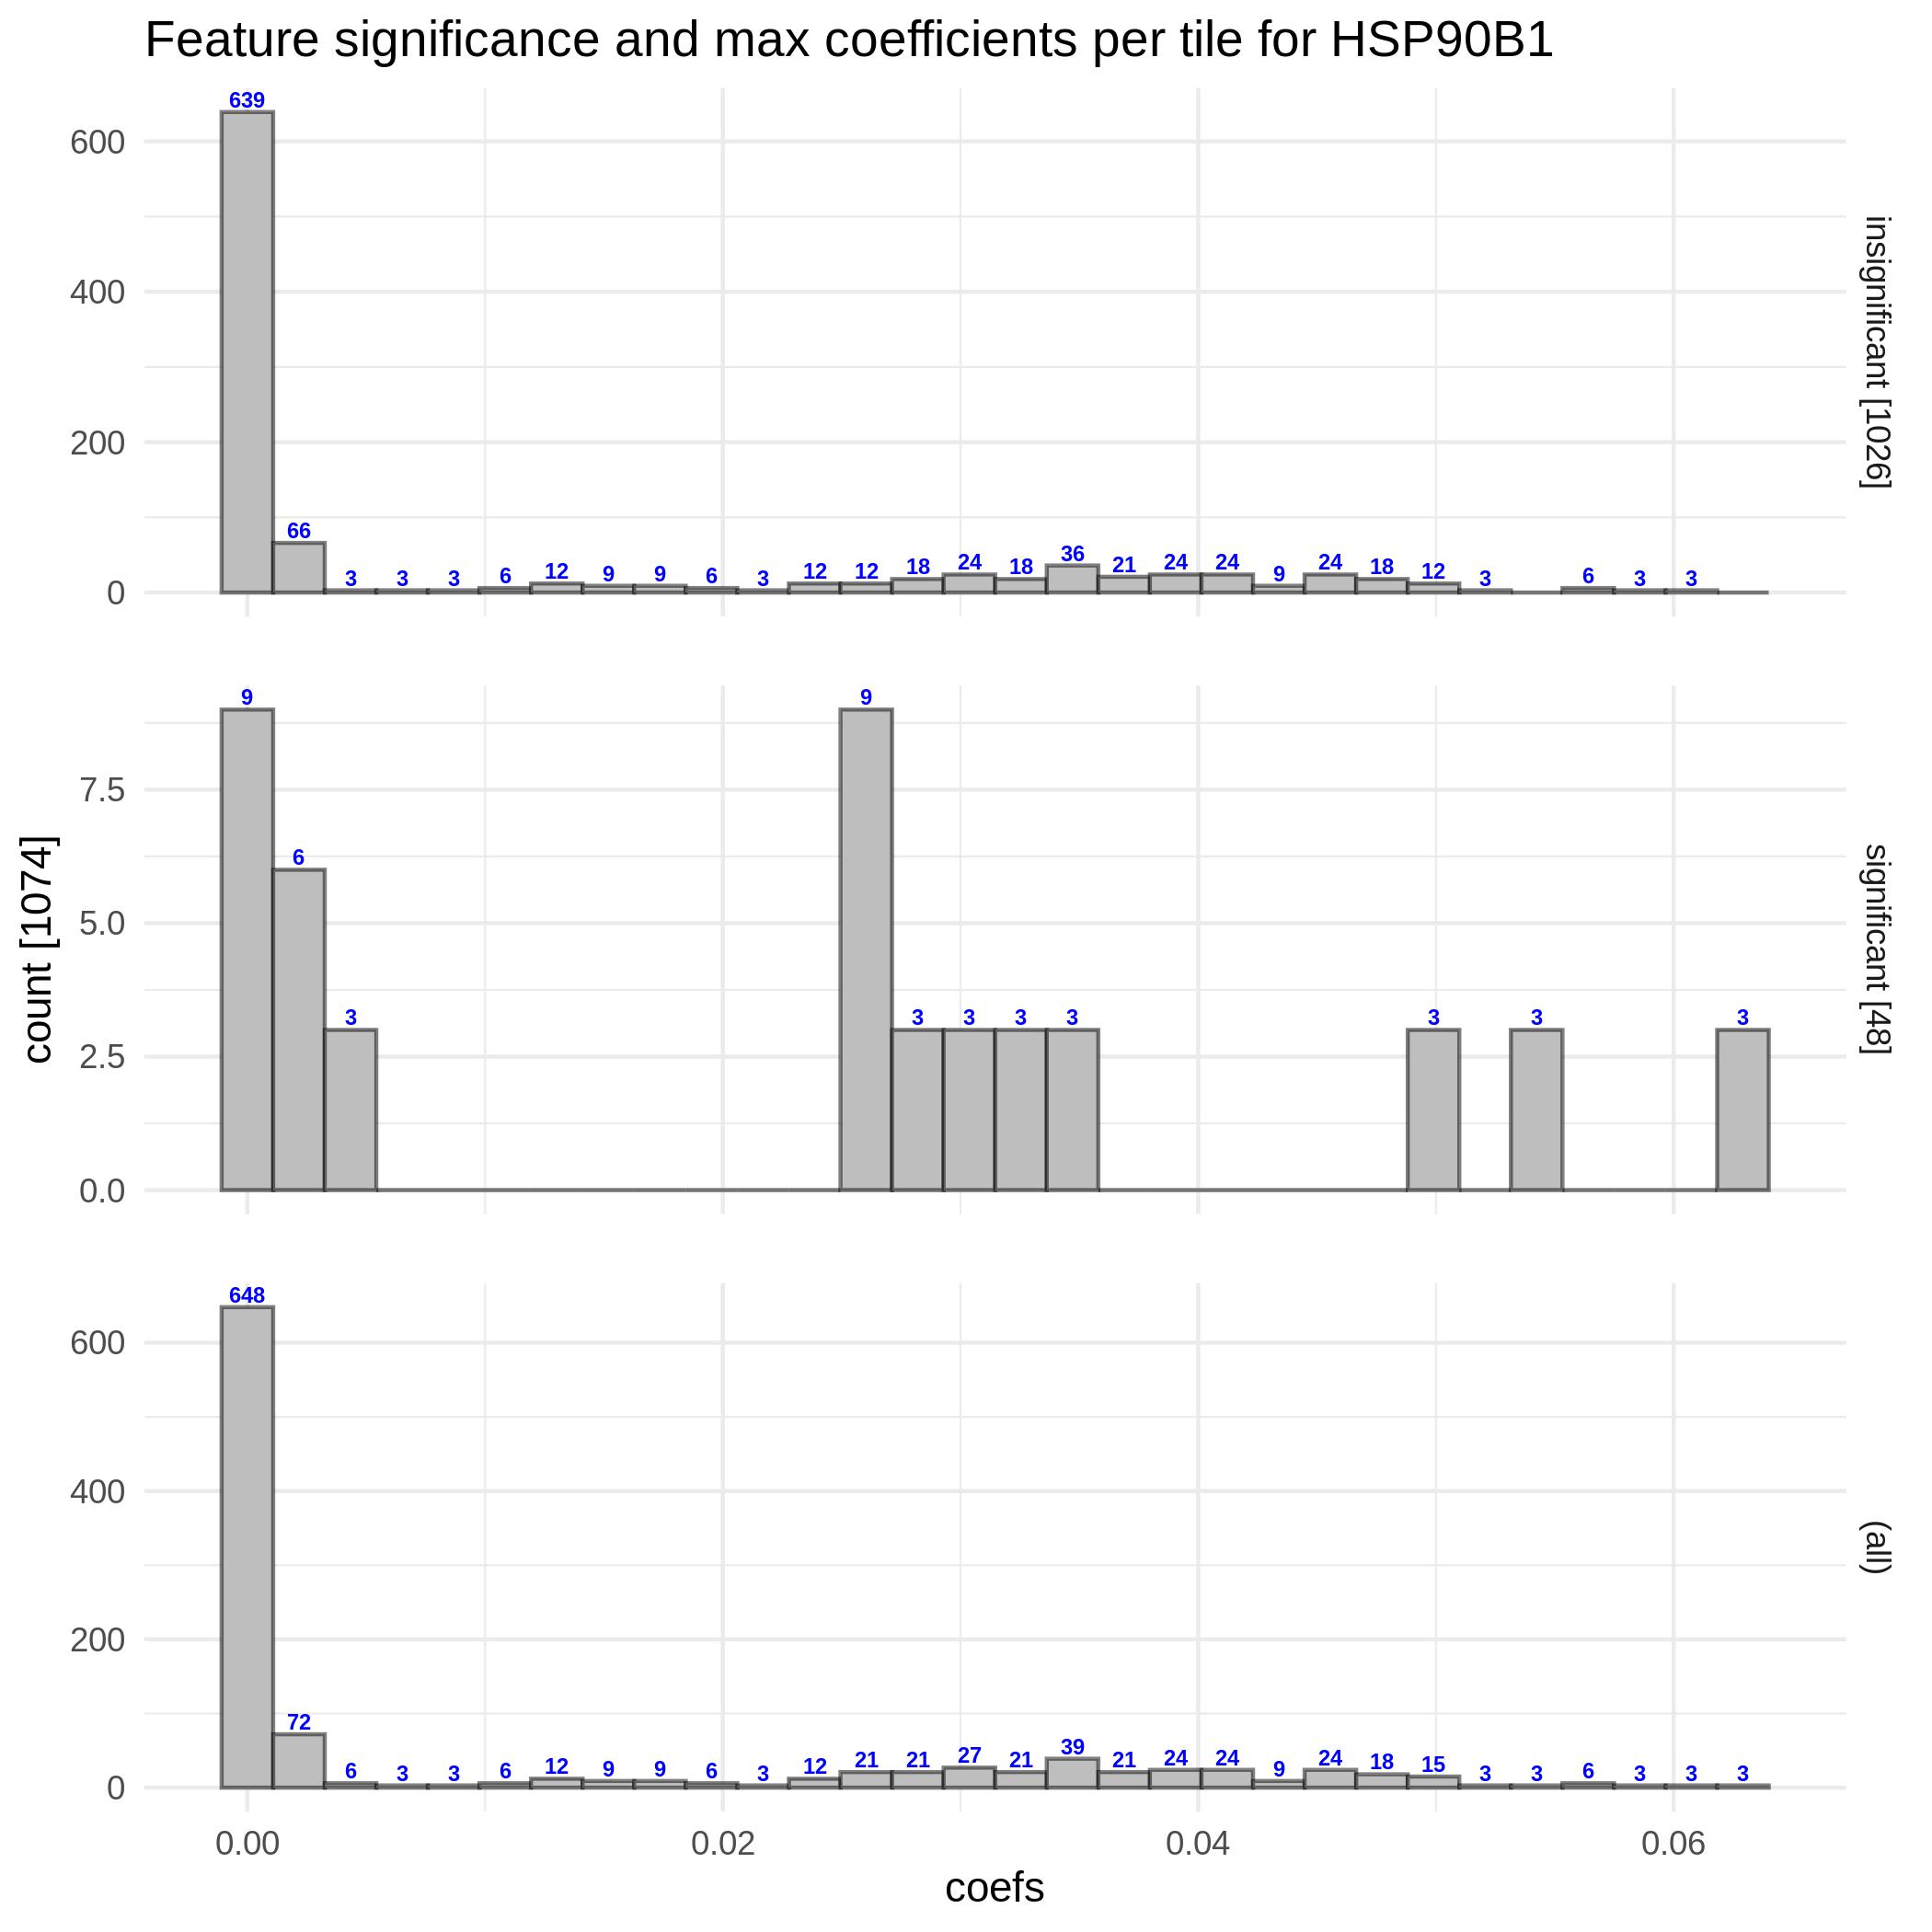 Feature significance and max coefficients per tile for HSP90B1
639
66 3 3 3 6 12 9 9 6 3 12 12 18 24 18 36 21 24 24 9 24 18 12 3 6 3 3
600
400
200
0
insignificant [1026]
9 6 3 9 3 3 3 3 3 3 3
7.5
5.0
2.5
0.0
significant [48]
count [1074]
648
72 6 3 3 6 12 9 9 6 3 12 21 21 27 21 39 21 24 24 9 24 18 15 3 3 6 3 3 3
600
400
200
0
(all)
0.00 0.02 0.04 0.06
coefs